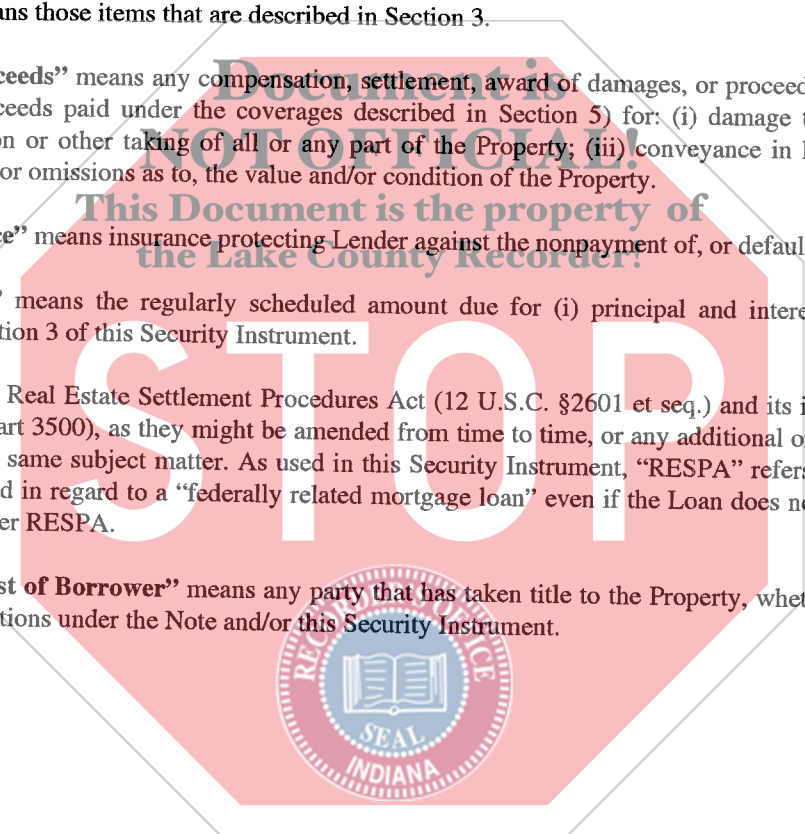 ans those items that are described in Section 3.
Document is
ceeds” means any compensation, settlement, award of damages, or proceed
ceeds paid under the coverages described in Section 5) for: (i) damage t
NOT OFFICIAL!
on or other taking of all or any part of the Property; (iii) conveyance in
or omissions as to, the value and/or condition of the Property.
This Document is the property of
ce” means insurance protecting Lender against the nonpayment of, or defaul
the Lake County Recorder!
” means the regularly scheduled amount due for (i) principal and intere
tion 3 of this Security Instrument.
STOP
Real Estate Settlement Procedures Act (12 U.S.C. §2601 et seq.) and its i
art 3500), as they might be amended from time to time, or any additional o
same subject matter. As used in this Security Instrument, “RESPA” refers
d in regard to a “federally related mortgage loan” even if the Loan does no
er RESPA.
st of Borrower” means any party that has taken title to the Property, whet
tions under the Note and/or this Security Instrument.
OFFICE
SEAL
INDIANA